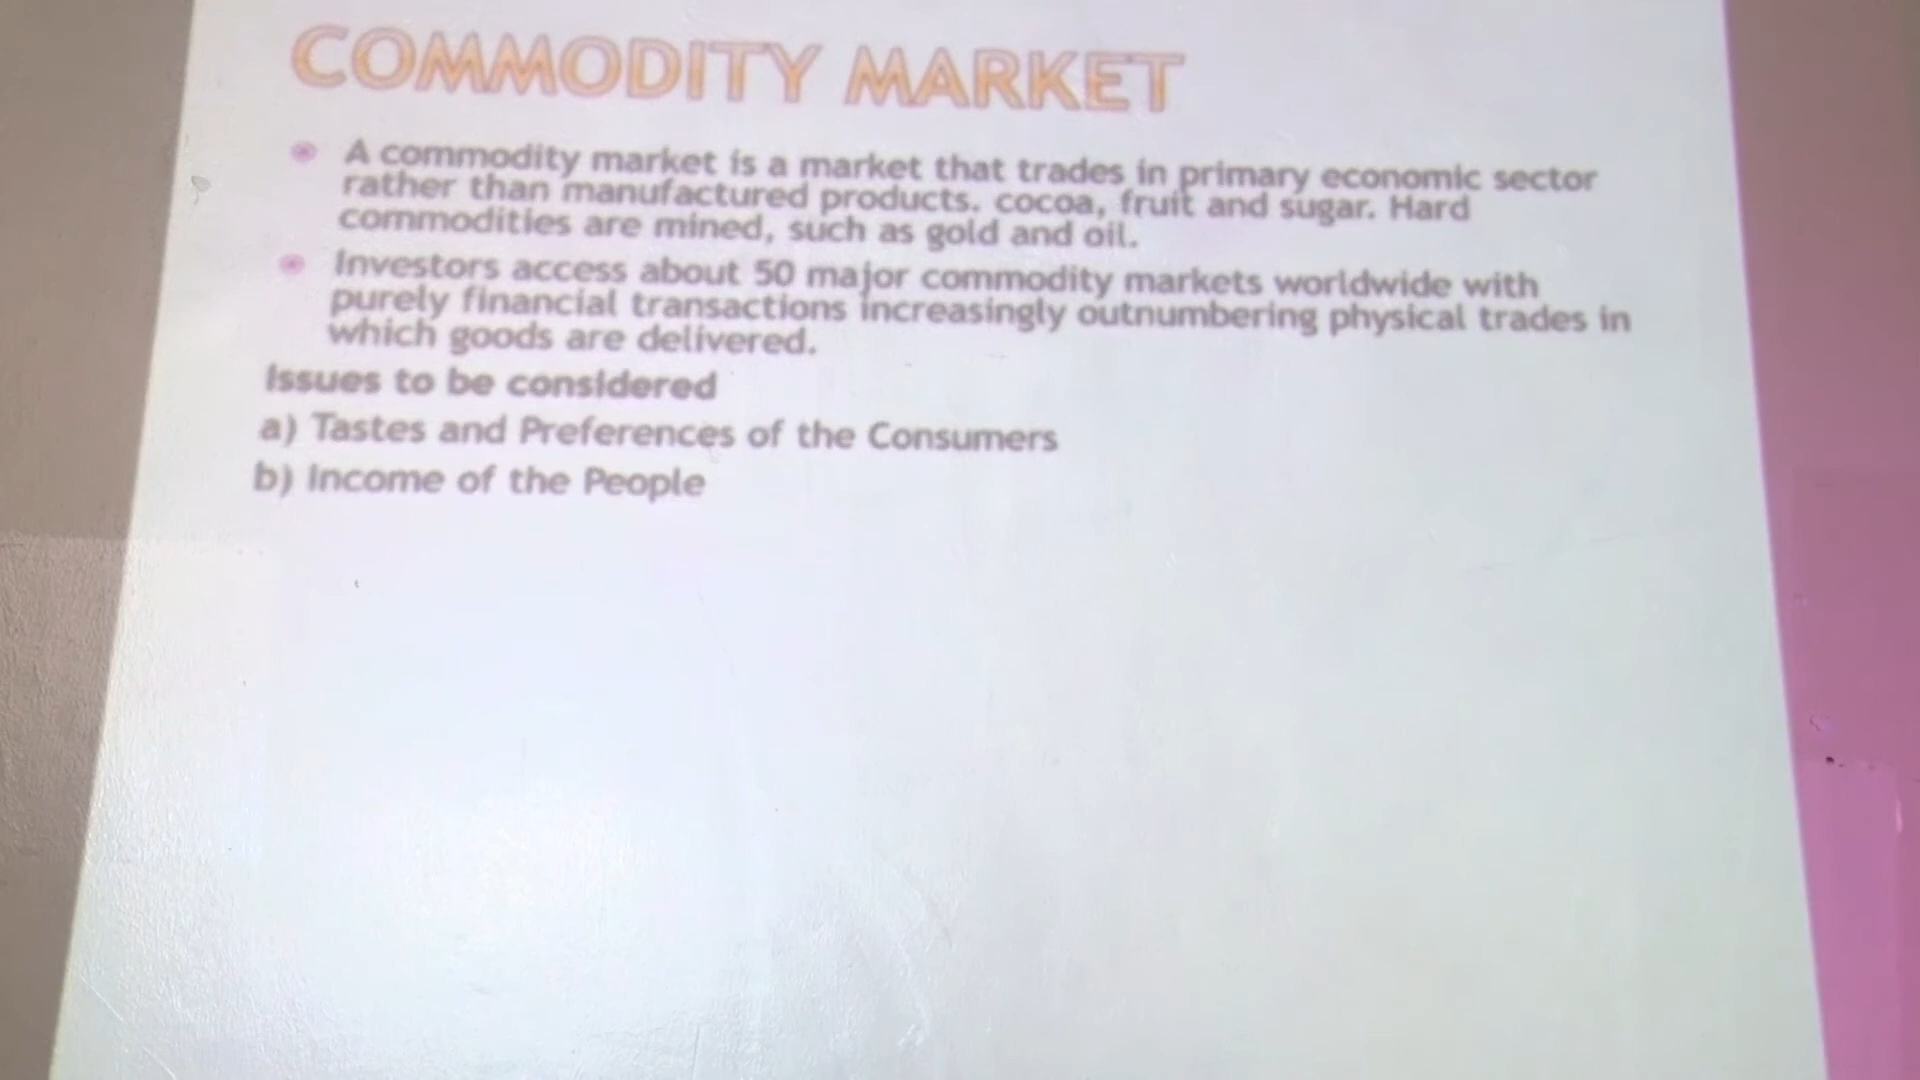 COMMODITY MARKET
A commodity market is a market that trades in primary economic sector
rather than manufactured products. cocoa, fruit and sugar. Hard
commodities are mined, such as gold and oil.
Investors access about 50 major commodity markets worldwide with
purely financial transactions increasingly outnumbering physical trades in
which goods are delivered.
Issues to be considered
a) Tastes and Preferences of the Consumers
b) Income of the People